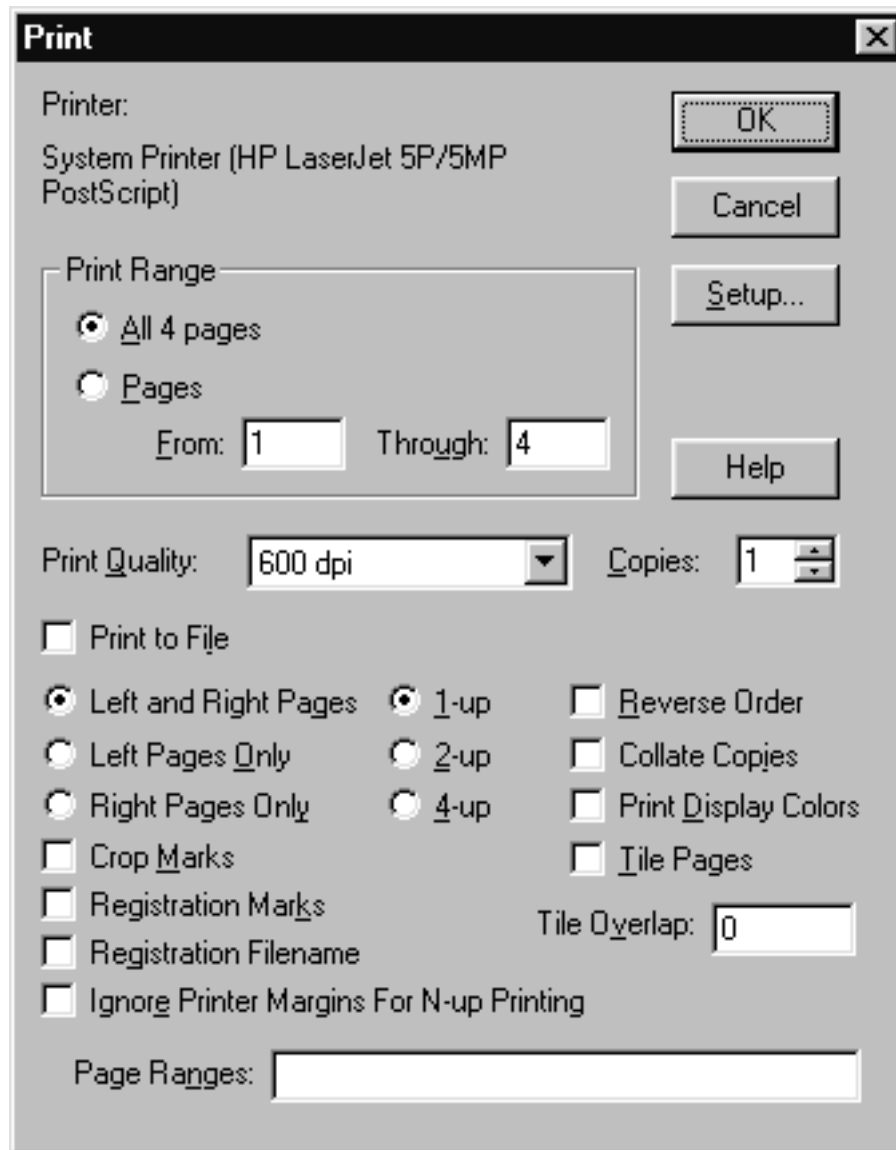 Print
Printer:
System Printer (HP LaserJet 5P/5MP
PostScript)
OK
Cancel
Setup...
Help
Print Range
All 4 pages
Pages
From: 1 Through: 4
Print Quality: 600 dpi Copies: 1
Print to File
Left and Right Pages 1-up Reverse Order
Left Pages Only 2-up Collate Copies
Right Pages Only 4-up Print Display Colors
Crop Marks Tile Pages
Registration Marks
Tile Overlap: 0
Registration Filename
Ignore Printer Margins For N-up Printing
Page Ranges: